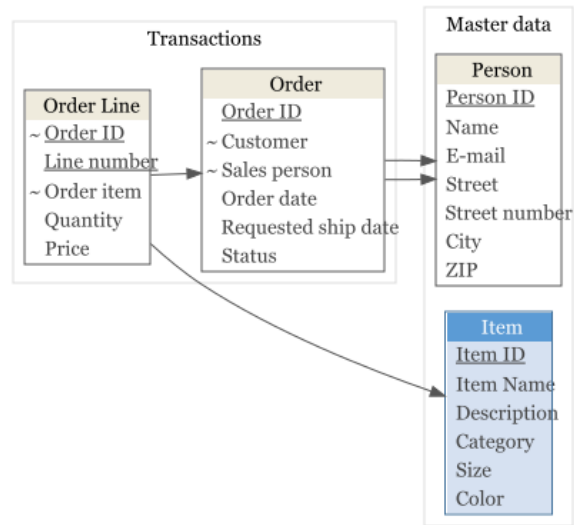 Transactions
Order Line
~ Order ID
Line number
~ Order item
Quantity
Price
Order
Order ID
~ Customer
~ Sales person
Order date
Requested ship date
Status
Master data
Person
Person ID
Name
E-mail
Street
Street number
City
ZIP
Item
Item ID
Item Name
Description
Category
Size
Color